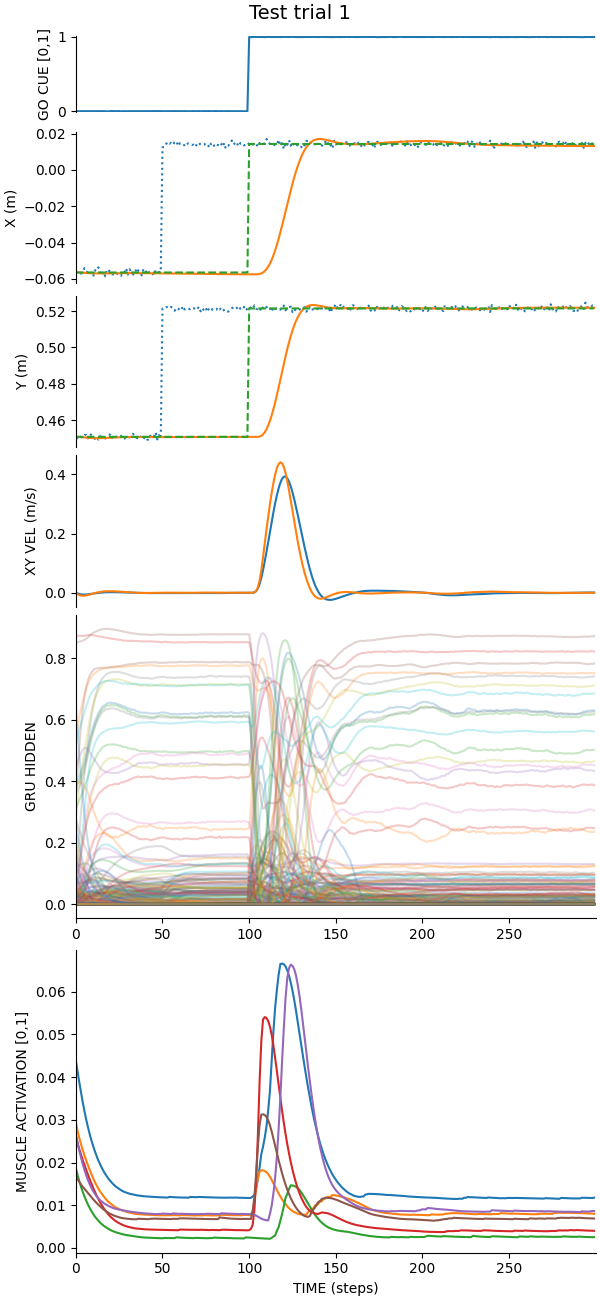 Test trial 1
GO CUE [0,1]
1
0
X (m)
0.02
0.00
−0.02
−0.04
−0.06
Y (m)
0.52
0.50
0.48
0.46
XY VEL (m/s)
0.4
0.2
0.0
GRU HIDDEN
0.8
0.6
0.4
0.2
0.0
0 50 100 150 200 250
MUSCLE ACTIVATION [0,1]
0.06
0.05
0.04
0.03
0.02
0.01
0.00
0 50 100 150 200 250
TIME (steps)